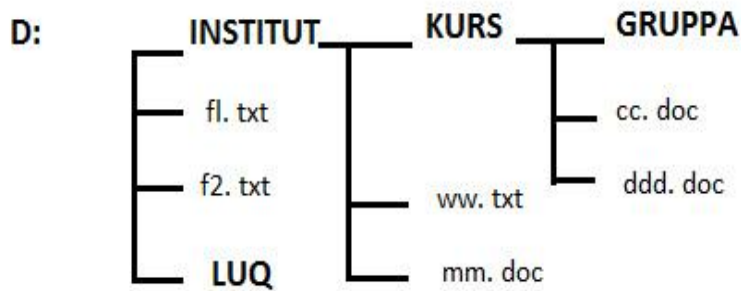 D: INSTITUT KURS GRUPPA
fl. txt cc. doc
f2. txt ww. txt ddd. doc
LUQ mm. doc